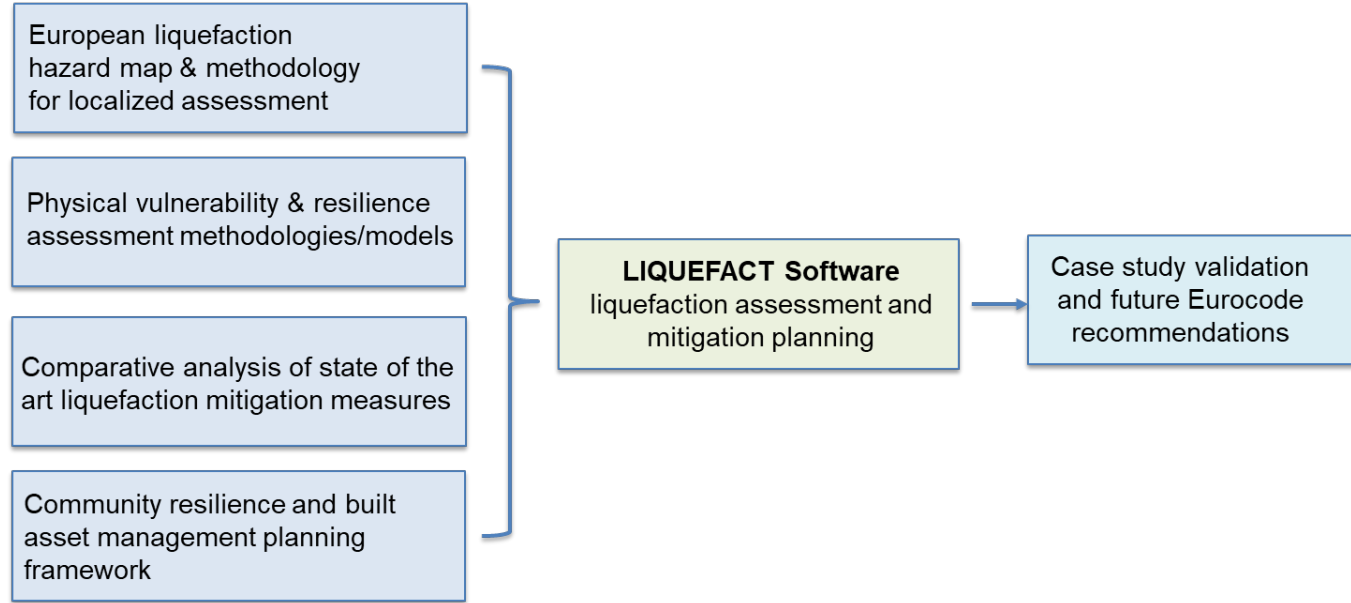 European liquefaction
hazard map & methodology
for localized assessment
Physical vulnerability & resilience
assessment methodologies/models
Comparative analysis of state of the
art liquefaction mitigation measures
Community resilience and built
asset management planning
framework
LIQUEFACT Software
liquefaction assessment and
mitigation planning
Case study validation
and future Eurocode
recommendations